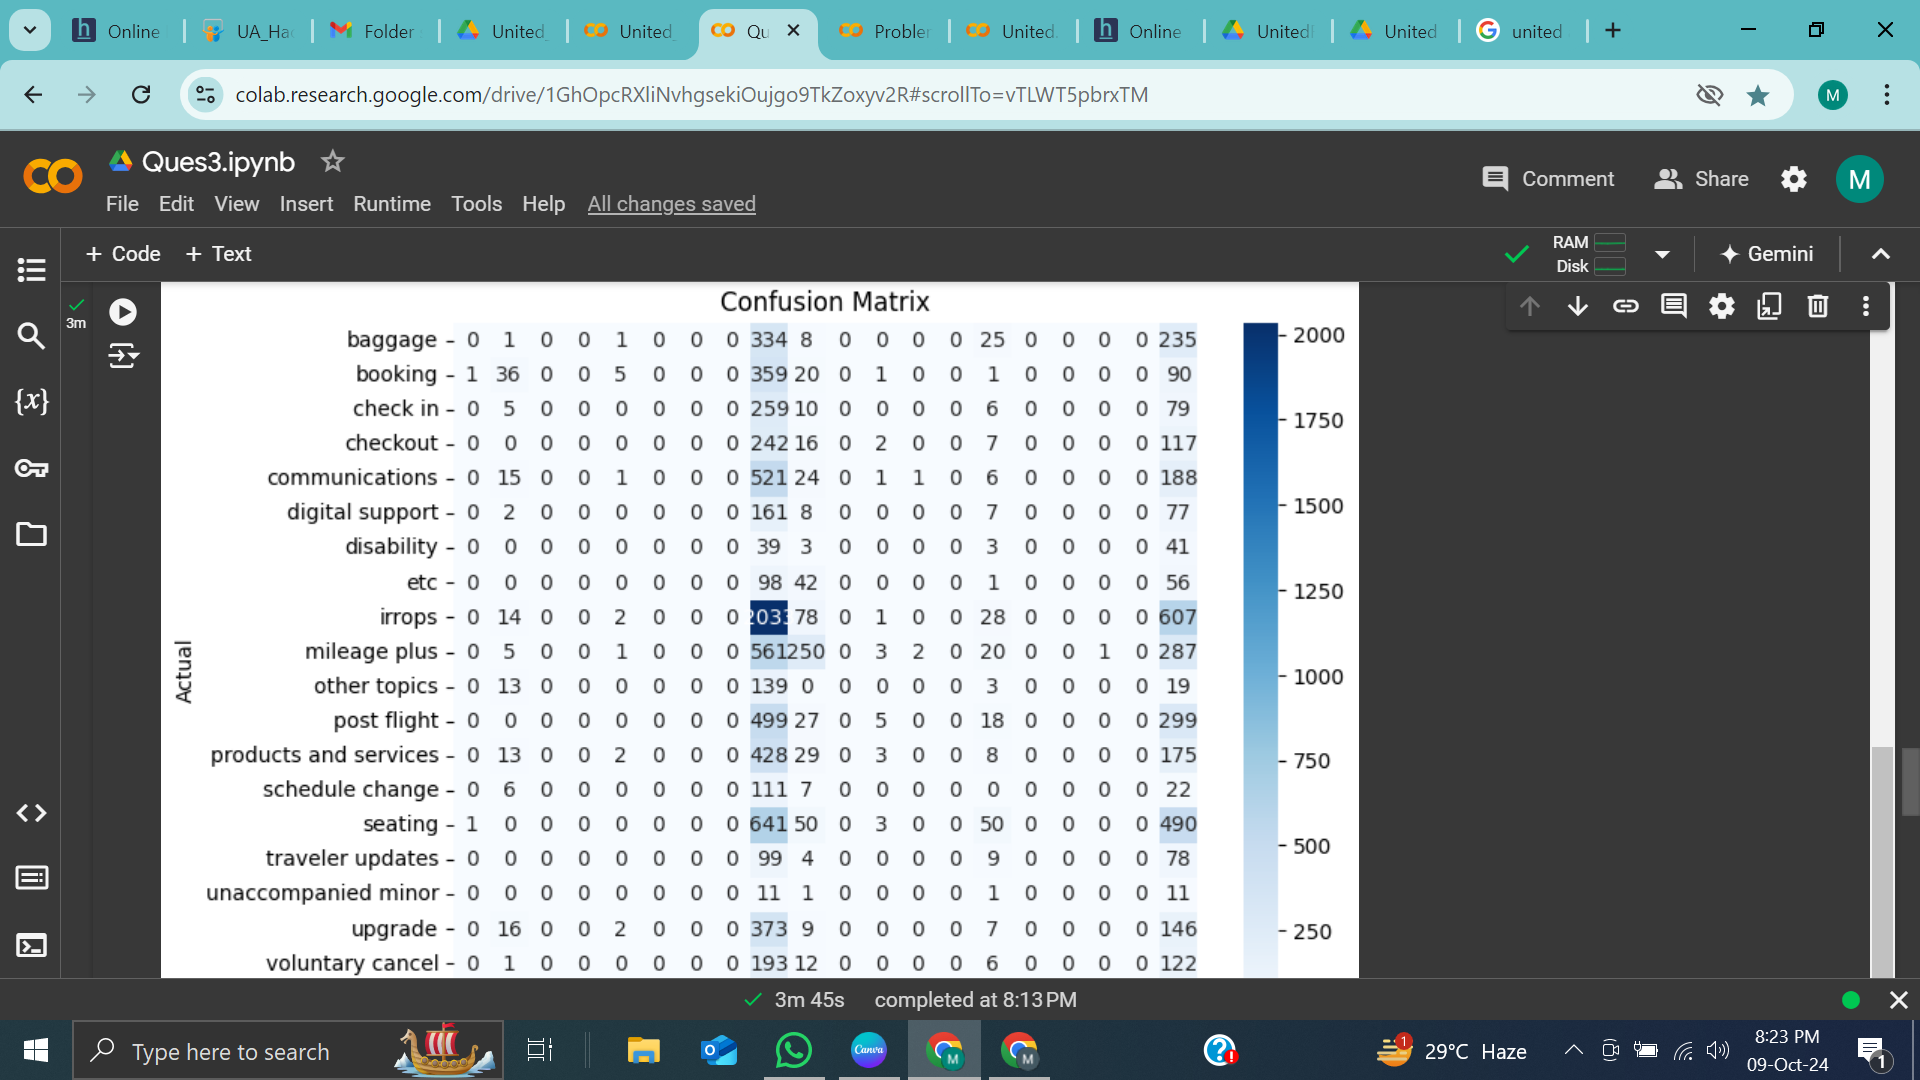 Online
UA_Ha
Folder
United_
United_
Qu
Probler
United.
Online
United
United
united
colab.research.google.com/drive/1GhOpcRXliNvhgsekiOujgo9TkZoxyv2R#scrollTo=vTLWT5pbrxTM
M
Ques3.ipynb
Comment
Share
M
File Edit View Insert Runtime Tools Help All changes saved
+ Code + Text
RAM
Disk
Gemini
3m
Confusion Matrix
baggage 0 1 0 0 1 0 0 0 334 8 0 0 0 0 25 0 0 0 0 235
booking 1 36 0 0 5 0 0 0 359 20 0 1 0 0 1 0 0 0 0 90
check in 0 5 0 0 0 0 0 0 259 10 0 0 0 0 6 0 0 0 0 79
checkout 0 0 0 0 0 0 0 0 242 16 0 2 0 0 7 0 0 0 0 117
communications 0 15 0 0 1 0 0 0 521 24 0 1 1 0 6 0 0 0 0 188
digital support 0 2 0 0 0 0 0 0 161 8 0 0 0 0 7 0 0 0 0 77
disability 0 0 0 0 0 0 0 0 39 3 0 0 0 0 3 0 0 0 0 41
etc 0 0 0 0 0 0 0 0 98 42 0 0 0 0 1 0 0 0 0 56
irrops 0 14 0 0 2 0 0 0 2033 78 0 1 0 0 28 0 0 0 0 607
mileage plus 0 5 0 0 1 0 0 0 561 250 0 3 2 0 20 0 0 1 0 287
other topics 0 13 0 0 0 0 0 0 139 0 0 0 0 0 3 0 0 0 0 19
post flight 0 0 0 0 0 0 0 0 499 27 0 5 0 0 18 0 0 0 0 299
products and services 0 13 0 0 2 0 0 0 428 29 0 3 0 0 8 0 0 0 0 175
schedule change 0 6 0 0 0 0 0 0 111 7 0 0 0 0 0 0 0 0 0 22
seating 1 0 0 0 0 0 0 0 641 50 0 3 0 0 50 0 0 0 0 490
traveler updates 0 0 0 0 0 0 0 0 99 4 0 0 0 0 9 0 0 0 0 78
unaccompanied minor 0 0 0 0 0 0 0 0 11 1 0 0 0 0 1 0 0 0 0 11
upgrade 0 16 0 0 2 0 0 0 373 9 0 0 0 0 7 0 0 0 0 146
voluntary cancel 0 1 0 0 0 0 0 0 193 12 0 0 0 0 6 0 0 0 0 122
Actual
2000
1750
1500
1250
1000
750
500
250
3m 45s completed at 8:13 PM
Type here to search
Canva
M
M
1
29°C Haze
8:23 PM
09-Oct-24
1